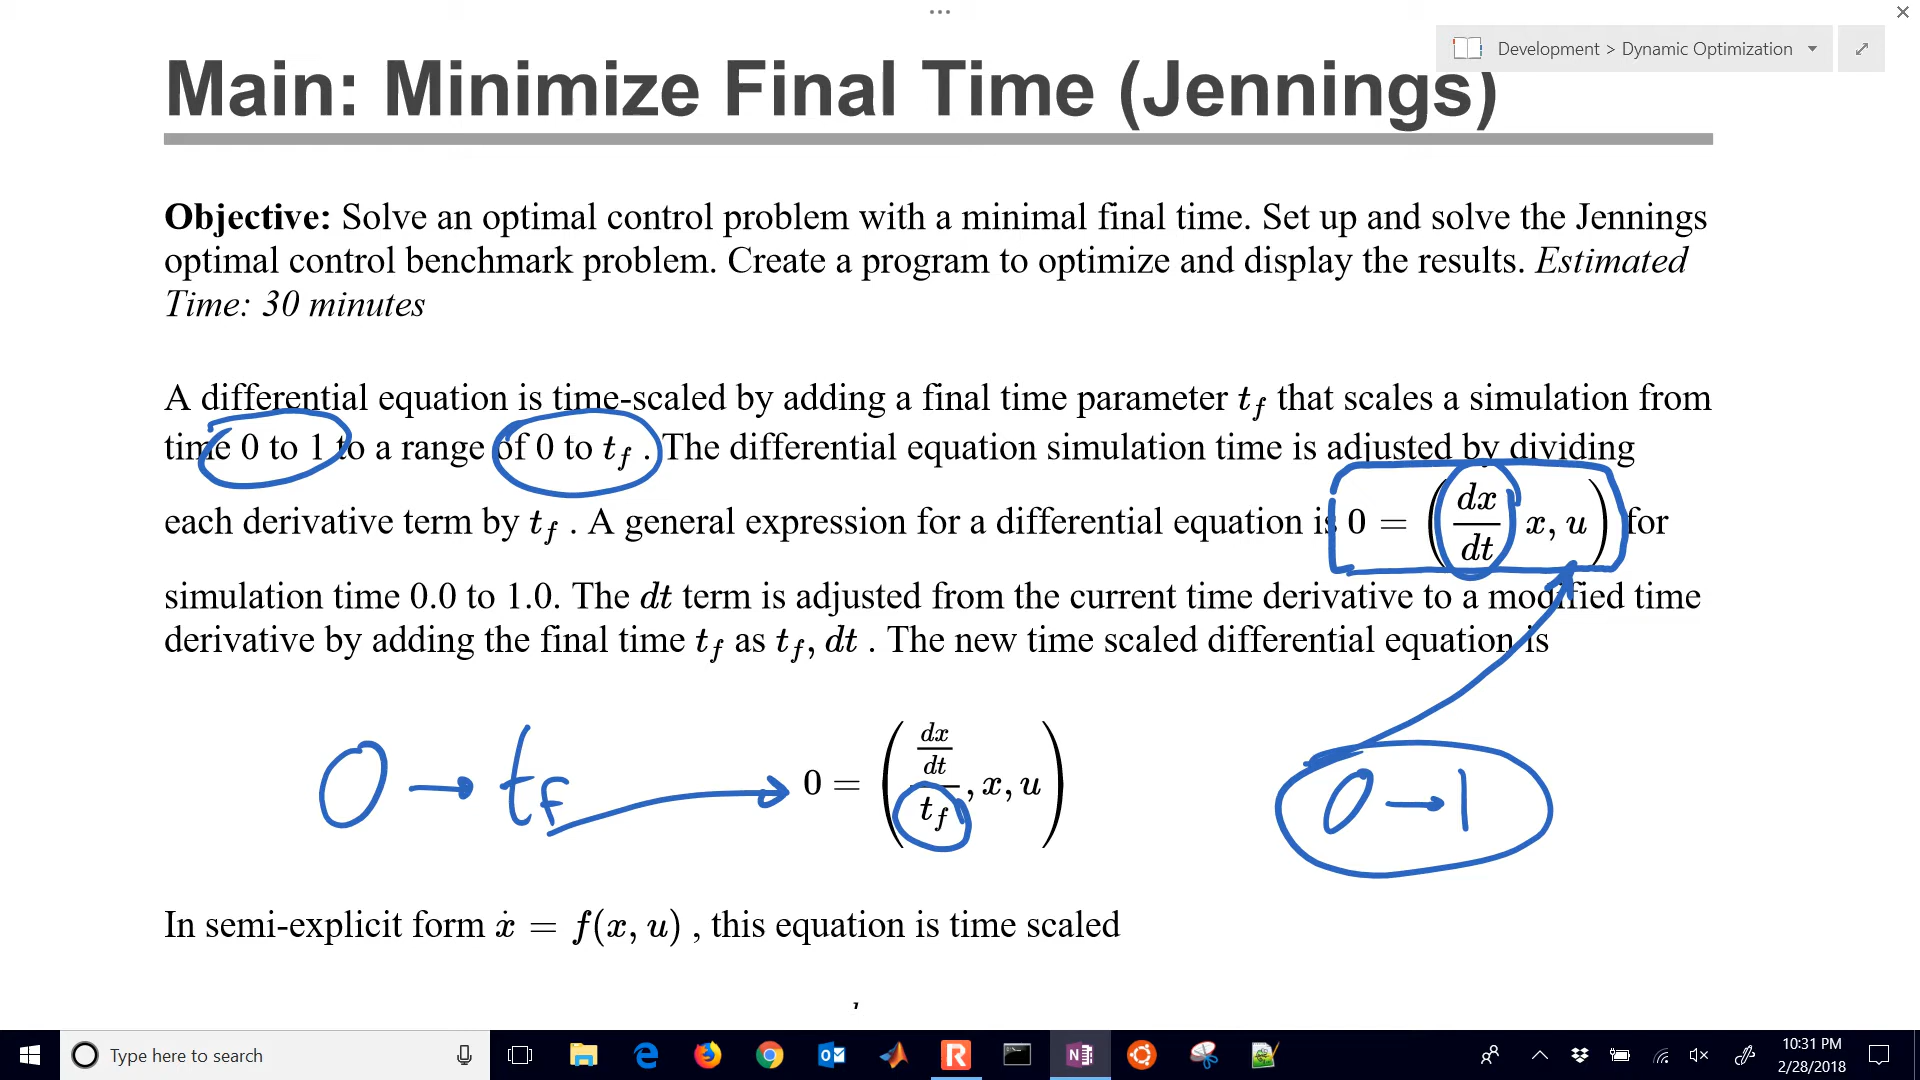 Development > Dynamic Optimization
Main: Minimize Final Time (Jennings)
Objective: Solve an optimal control problem with a minimal final time. Set up and solve the Jennings
optimal control benchmark problem. Create a program to optimize and display the results. Estimated
Time: 30 minutes
A differential equation is time-scaled by adding a final time parameter t_f that scales a simulation from
time 0 to 1 to a range of 0 to t_f . The differential equation simulation time is adjusted by dividing
each derivative term by t_f . A general expression for a differential equation is 0 = (dx/dt, x, u) for
simulation time 0.0 to 1.0. The dt term is adjusted from the current time derivative to a modified time
derivative by adding the final time t_f as t_f, dt . The new time scaled differential equation is
0 → t_f
0 = ((dx/dt)/t_f, x, u)
0 → 1
In semi-explicit form ẋ = f(x, u) , this equation is time scaled
Type here to search
10:31 PM
2/28/2018